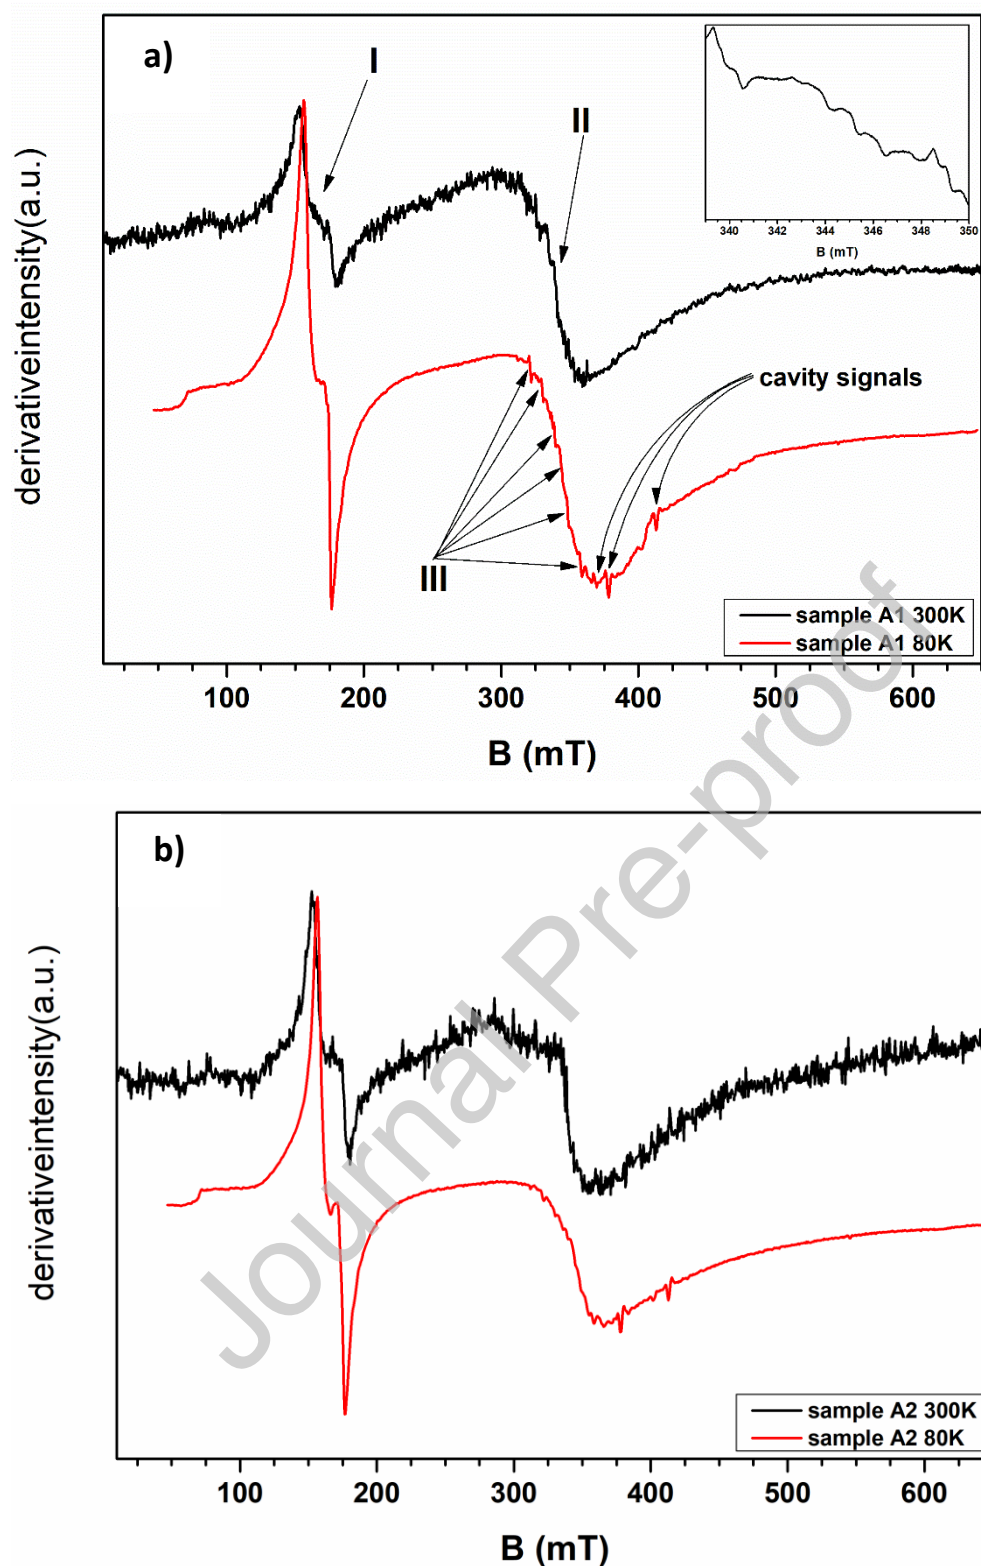 a)
I
II
340 342 344 346 348 350
B (mT)
derivativeintensity(a.u.)
cavity signals
III
sample A1 300K
sample A1 80K
100 200 300 400 500 600
B (mT)
Journal Pre-proof
b)
derivativeintensity(a.u.)
sample A2 300K
sample A2 80K
100 200 300 400 500 600
B (mT)